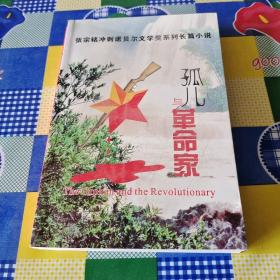 张宗铭冲刺诺贝尔文学奖系列长篇小说
孤儿
与
革命家
The Orphan and the Revolutionary